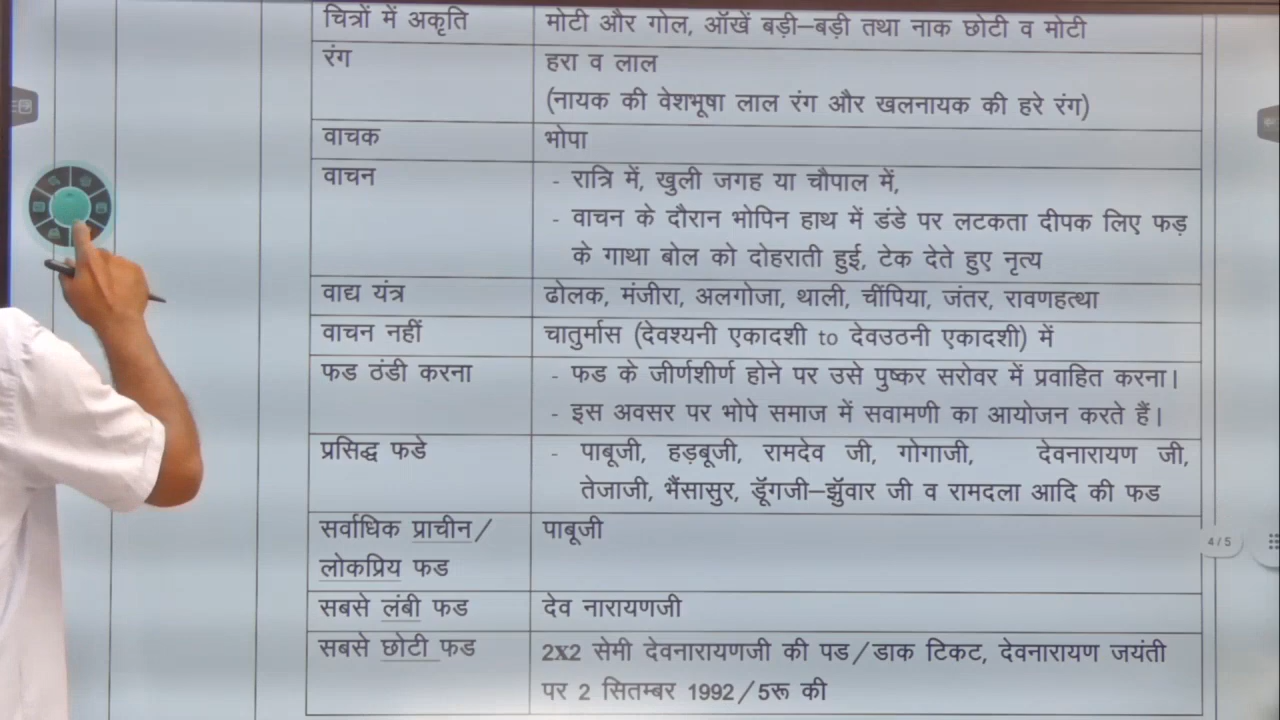 चित्रों में अकृति मोटी और गोल, ऑखें बड़ी–बड़ी तथा नाक छोटी व मोटी
रंग हरा व लाल
(नायक की वेशभूषा लाल रंग और खलनायक की हरे रंग)
वाचक भोपा
वाचन - रात्रि में, खुली जगह या चौपाल में,
- वाचन के दौरान भोपिन हाथ में डंडे पर लटकता दीपक लिए फड़
के गाथा बोल को दोहराती हुई, टेक देते हुए नृत्य
वाद्य यंत्र ढोलक, मंजीरा, अलगोजा, थाली, चींपिया, जंतर, रावणहत्था
वाचन नहीं चातुर्मास (देवश्यनी एकादशी to देवउठनी एकादशी) में
फड ठंडी करना - फड के जीर्णशीर्ण होने पर उसे पुष्कर सरोवर में प्रवाहित करना।
- इस अवसर पर भोपे समाज में सवामणी का आयोजन करते हैं।
प्रसिद्ध फडे - पाबूजी, हड़बूजी, रामदेव जी, गोगाजी, देवनारायण जी,
तेजाजी, भैंसासुर, डूँगजी–झुँवार जी व रामदला आदि की फड
सर्वाधिक प्राचीन/ पाबूजी
लोकप्रिय फड
सबसे लंबी फड देव नारायणजी
सबसे छोटी फड 2X2 सेमी देवनारायणजी की पड/डाक टिकट, देवनारायण जयंती
पर 2 सितम्बर 1992/5रू की
4/5